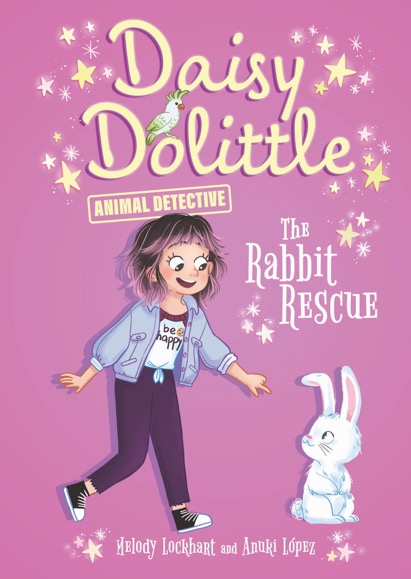 Daisy
Dolittle
ANIMAL DETECTIVE
The
Rabbit
Rescue
be
happy
Melody Lockhart and Anuki López